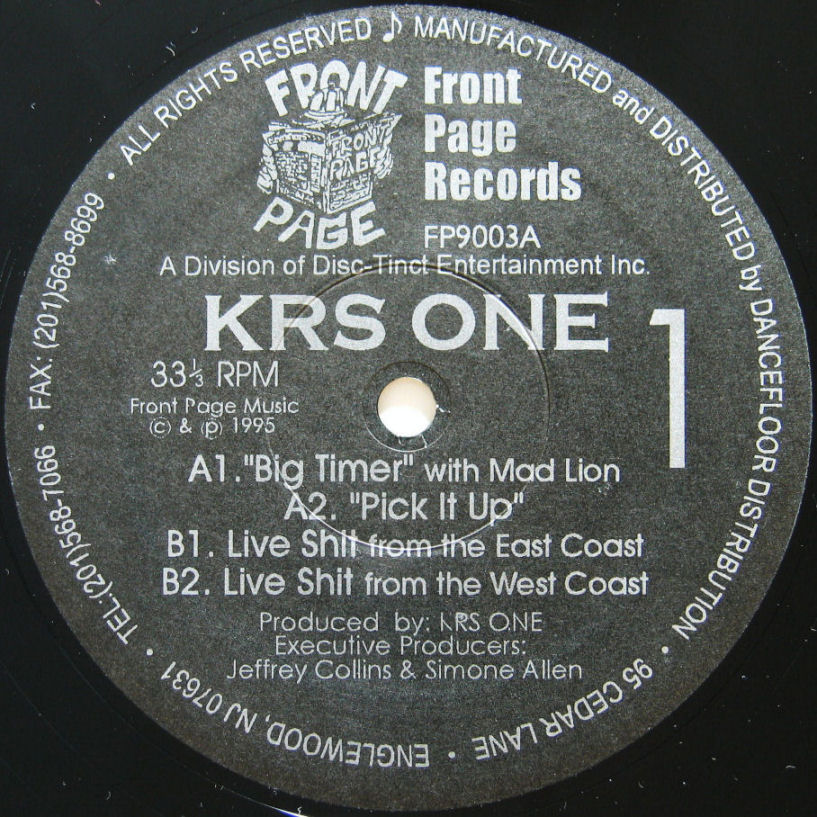 ALL RIGHTS RESERVED ♪ MANUFACTURED and DISTRIBUTED by DANCEFLOOR DISTRIBUTION • 95 CEDAR LANE • ENGLEWOOD, NJ 07631 • TEL:(201)568-7066 • FAX: (201)568-8699 •
FRONT
FRONT
PAGE
PAGE
Front
Page
Records
FP9003A
A Division of Disc-Tinct Entertainment Inc.
KRS ONE
1
33⅓ RPM
Front Page Music
© & ℗ 1995
A1."Big Timer" with Mad Lion
A2. "Pick It Up"
B1. Live Shit from the East Coast
B2. Live Shit from the West Coast
Produced by: KRS ONE
Executive Producers:
Jeffrey Collins & Simone Allen